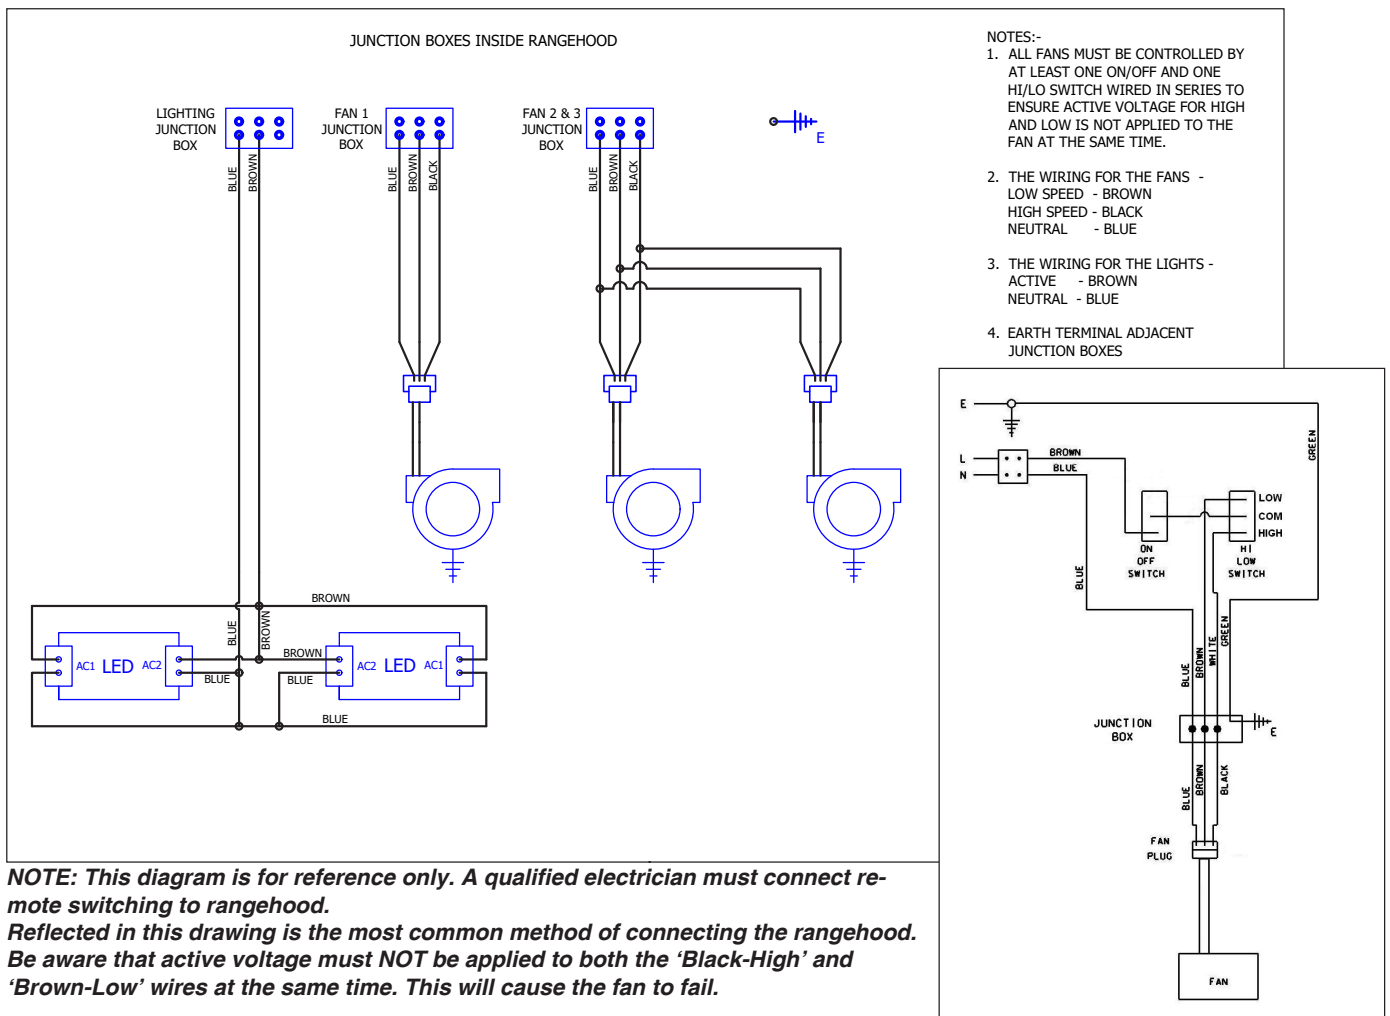 JUNCTION BOXES INSIDE RANGEHOOD
LIGHTING
JUNCTION
BOX
FAN 1
JUNCTION
BOX
FAN 2 & 3
JUNCTION
BOX
E
BLUE
BROWN
BLUE
BROWN
BLACK
BLUE
BROWN
BLACK
BROWN
BLUE
BROWN
AC1 LED AC2
BLUE
BROWN
BLUE
AC2 LED AC1
BLUE
NOTES:-
1. ALL FANS MUST BE CONTROLLED BY
AT LEAST ONE ON/OFF AND ONE
HI/LO SWITCH WIRED IN SERIES TO
ENSURE ACTIVE VOLTAGE FOR HIGH
AND LOW IS NOT APPLIED TO THE
FAN AT THE SAME TIME.
2. THE WIRING FOR THE FANS -
LOW SPEED - BROWN
HIGH SPEED - BLACK
NEUTRAL - BLUE
3. THE WIRING FOR THE LIGHTS -
ACTIVE - BROWN
NEUTRAL - BLUE
4. EARTH TERMINAL ADJACENT
JUNCTION BOXES
E
L
N
BROWN
BLUE
GREEN
LOW
COM
HIGH
ON
OFF
SWITCH
HI
LOW
SWITCH
BLUE
BLUE
BROWN
WHITE
GREEN
JUNCTION
BOX
E
BLUE
BROWN
BLACK
FAN
PLUG
FAN
NOTE: This diagram is for reference only. A qualified electrician must connect re-
mote switching to rangehood.
Reflected in this drawing is the most common method of connecting the rangehood.
Be aware that active voltage must NOT be applied to both the ‘Black-High’ and
‘Brown-Low’ wires at the same time. This will cause the fan to fail.